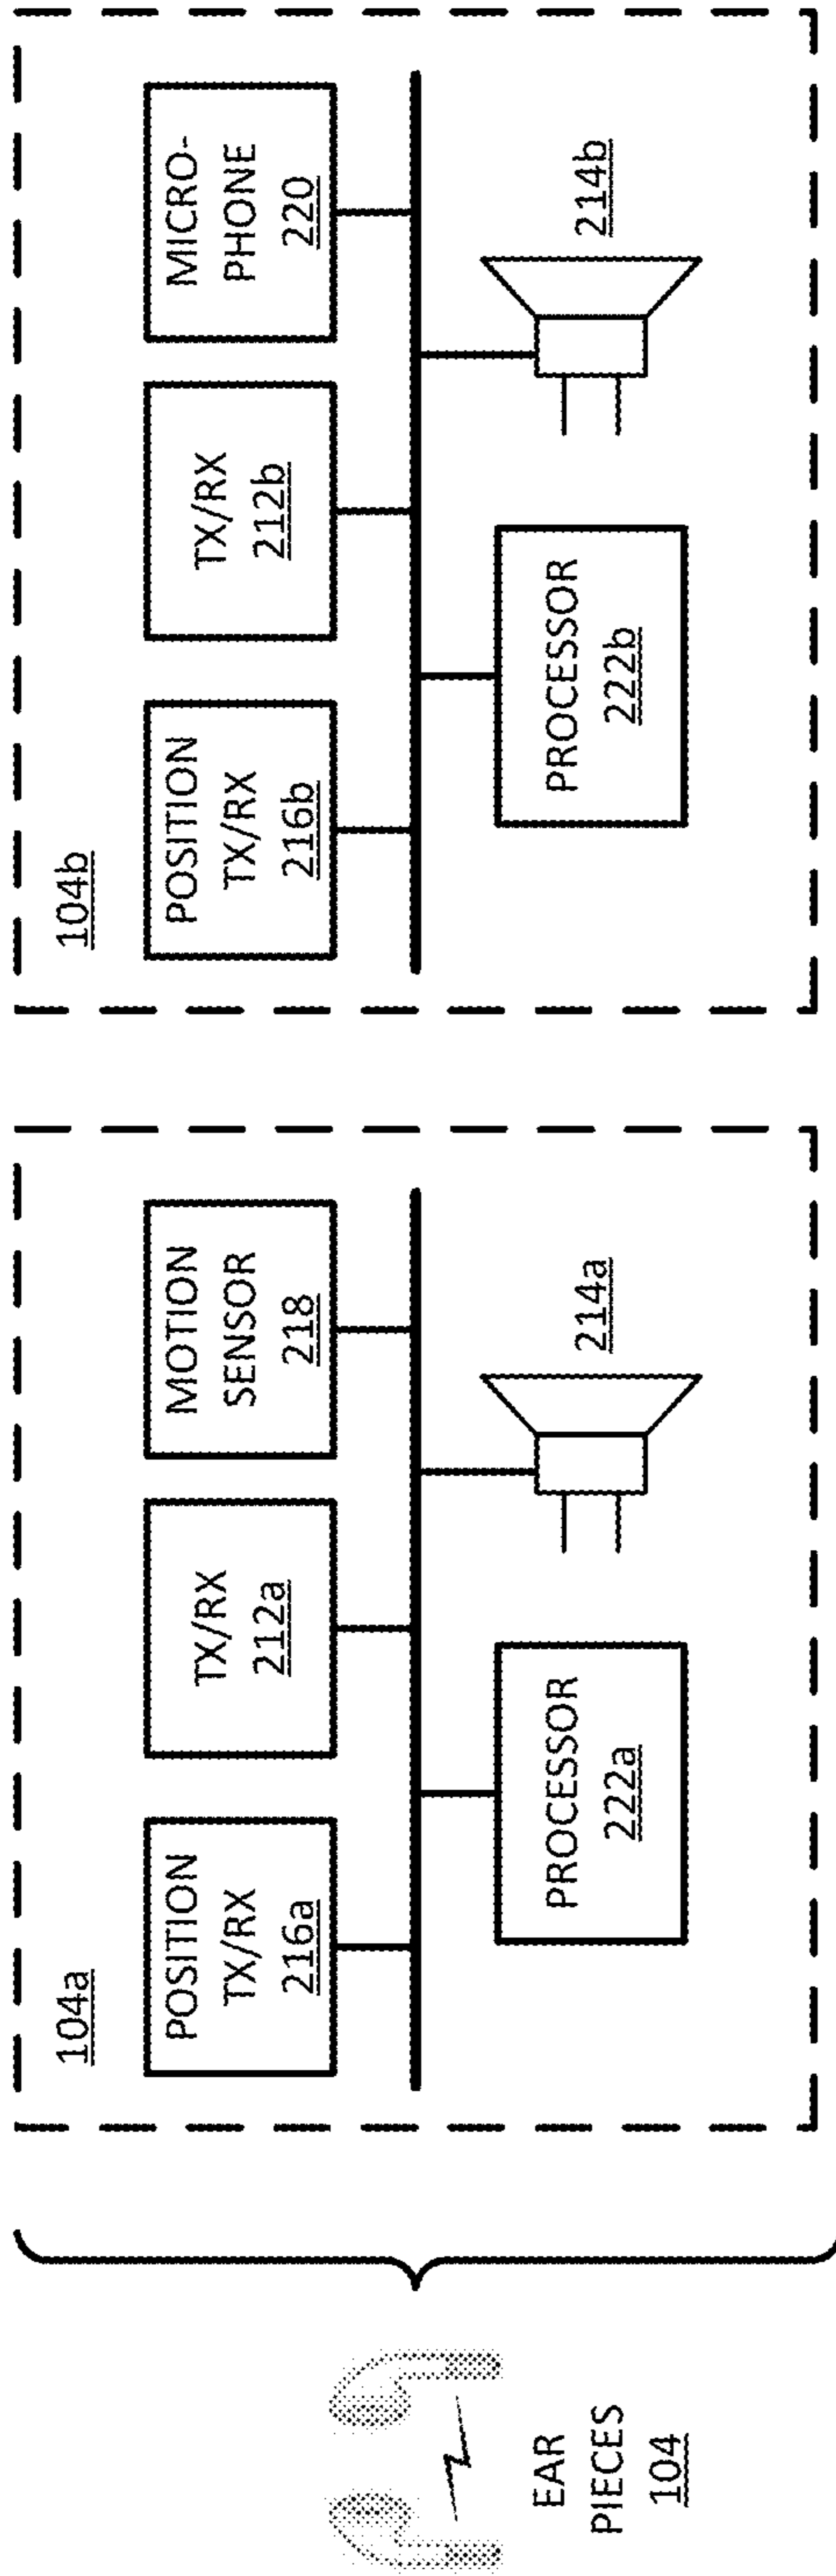 EAR
PIECES
104
104a
POSITION
TX/RX
216a
TX/RX
212a
MOTION
SENSOR
218
PROCESSOR
222a
214a
104b
POSITION
TX/RX
216b
TX/RX
212b
MICRO-
PHONE
220
PROCESSOR
222b
214b